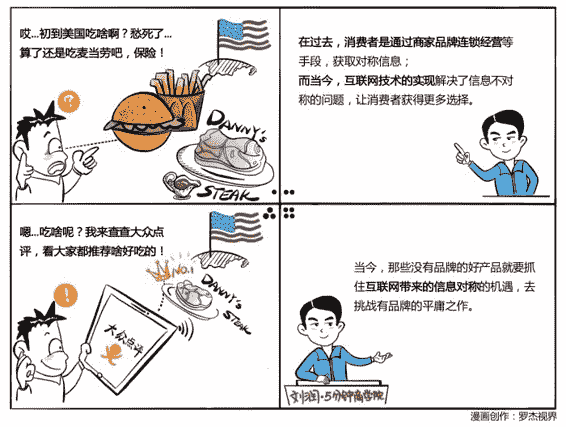 哎...初到美国吃啥啊？愁死了...
算了还是吃麦当劳吧，保险！
?
DANNY's
STEAK
在过去，消费者是通过商家品牌连锁经营等
手段，获取对称信息；
而当今，互联网技术的实现解决了信息不对
称的问题，让消费者获得更多选择。
嗯...吃啥呢？我来查查大众点
评，看大家都推荐啥好吃的！
!
NO.1
DANNY's
STEAK
大众点评
当今，那些没有品牌的好产品就要抓
住互联网带来的信息对称的机遇，去
挑战有品牌的平庸之作。
刘润·5分钟商学院
漫画创作：罗杰视界